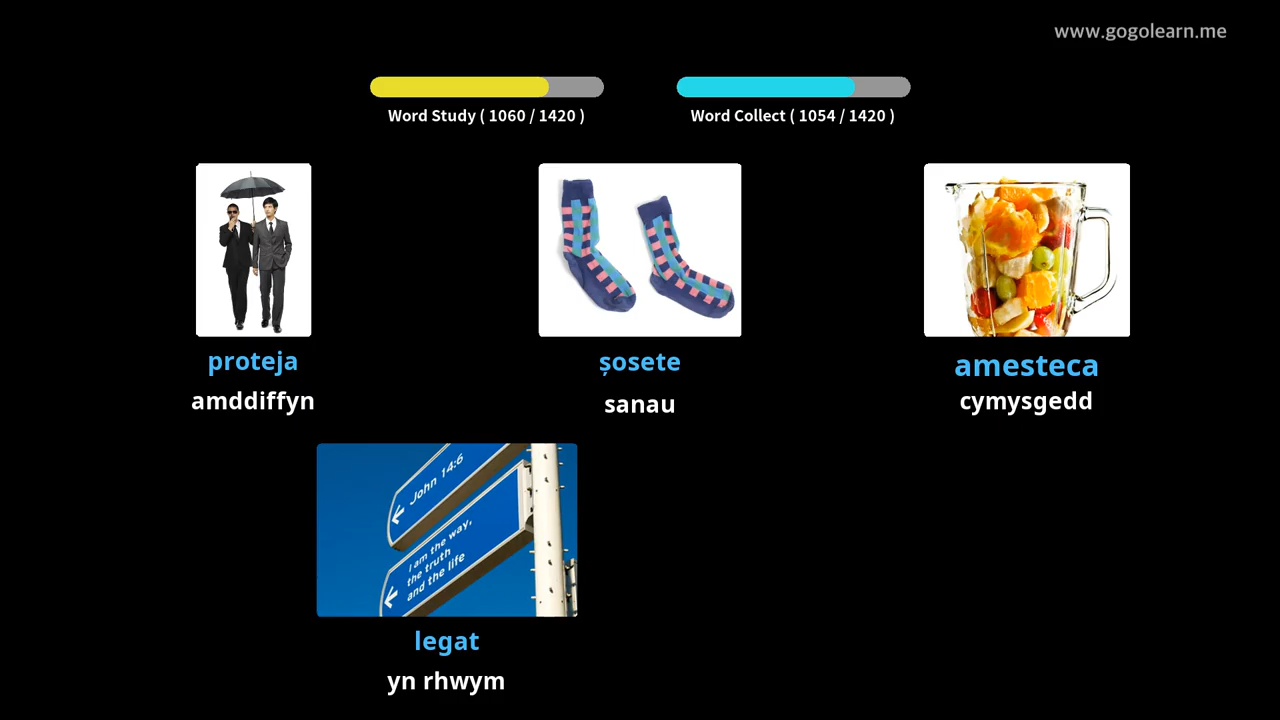 www.gogolearn.me
Word Study ( 1060 / 1420 )
Word Collect ( 1054 / 1420 )
proteja
șosete
amesteca
amddiffyn
sanau
cymysgedd
John 14:6
I am the way,
the truth
and the life
legat
yn rhwym